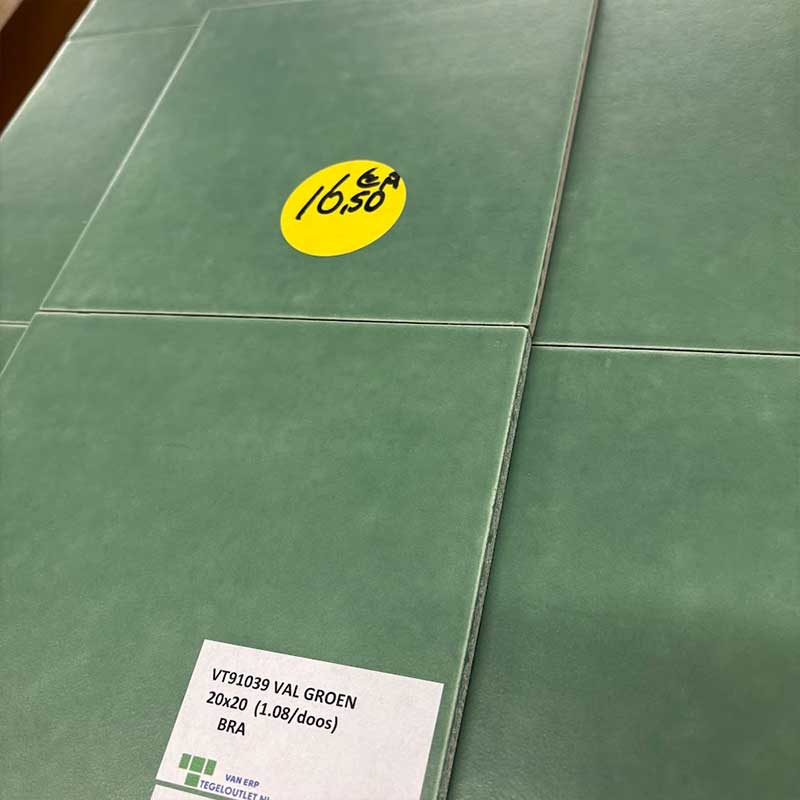 16,50
VT91039 VAL GROEN
20x20 (1.08/doos)
BRA
VAN ERP
TEGELOUTLET.NL